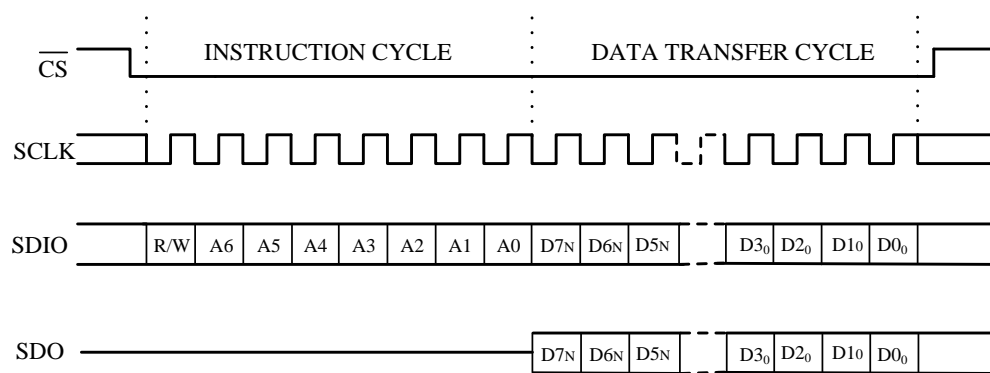 INSTRUCTION CYCLE DATA TRANSFER CYCLE
CS
SCLK
SDIO R/W A6 A5 A4 A3 A2 A1 A0 D7N D6N D5N D30 D20 D10 D00
SDO D7N D6N D5N D30 D20 D10 D00